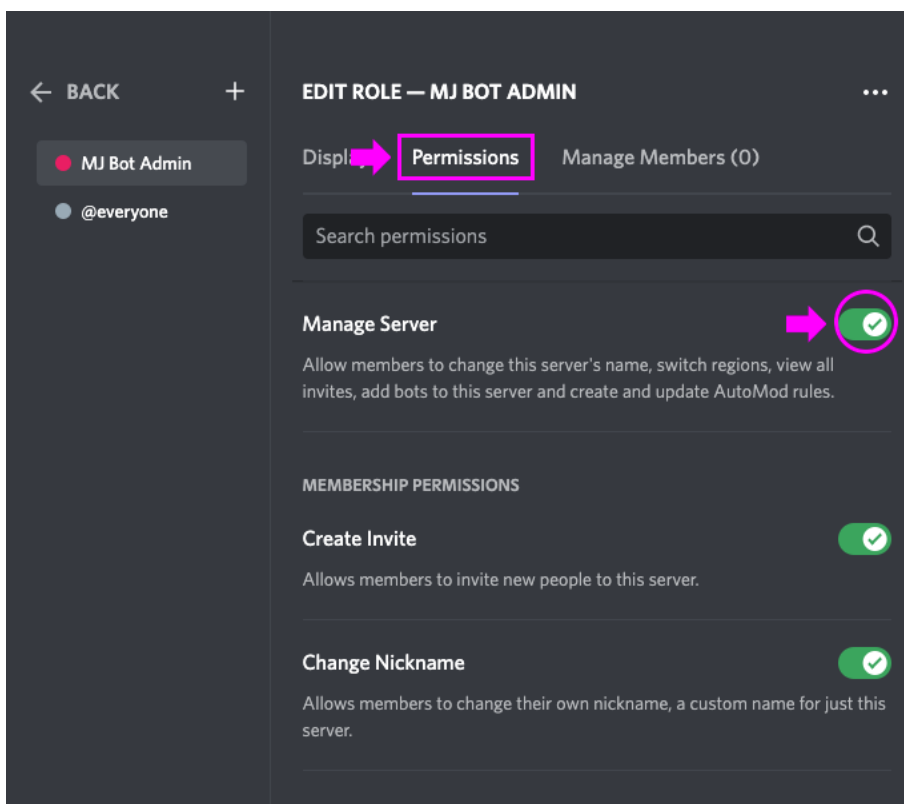 BACK
MJ Bot Admin
@everyone
EDIT ROLE — MJ BOT ADMIN
Permissions
Manage Members (0)
Search permissions
Manage Server
Allow members to change this server's name, switch regions, view all
invites, add bots to this server and create and update AutoMod rules.
MEMBERSHIP PERMISSIONS
Create Invite
Allows members to invite new people to this server.
Change Nickname
Allows members to change their own nickname, a custom name for just this
server.